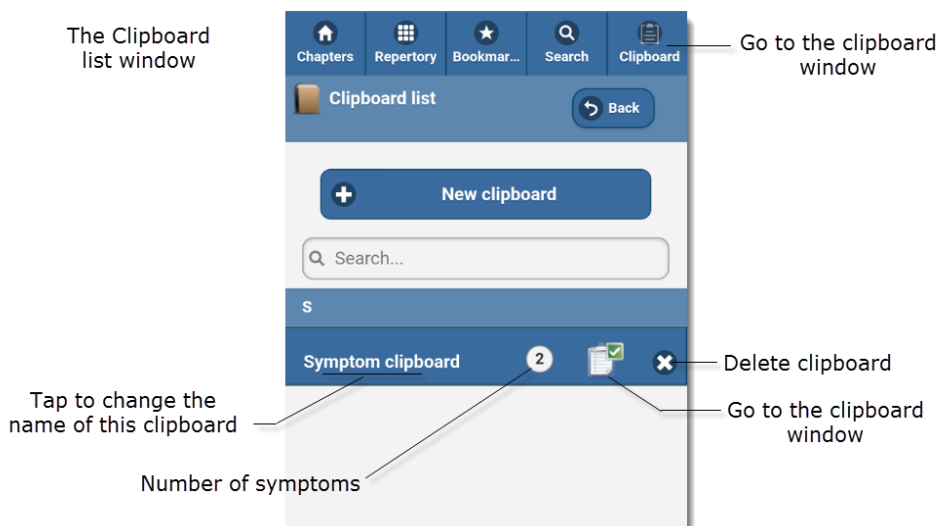 The Clipboard
list window
Chapters Repertory Bookmar... Search Clipboard
Go to the clipboard
window
Clipboard list
Back
New clipboard
Search...
S
Symptom clipboard 2
Delete clipboard
Tap to change the
name of this clipboard
Go to the clipboard
window
Number of symptoms